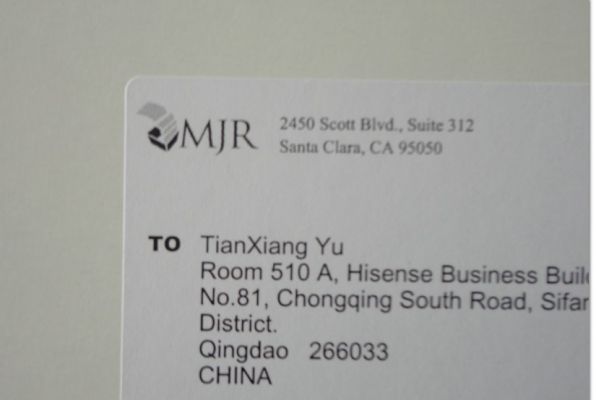 MJR
2450 Scott Blvd., Suite 312
Santa Clara, CA 95050
TO TianXiang Yu
Room 510 A, Hisense Business
No.81, Chongqing South Road,
District.
Qingdao 266033
CHINA